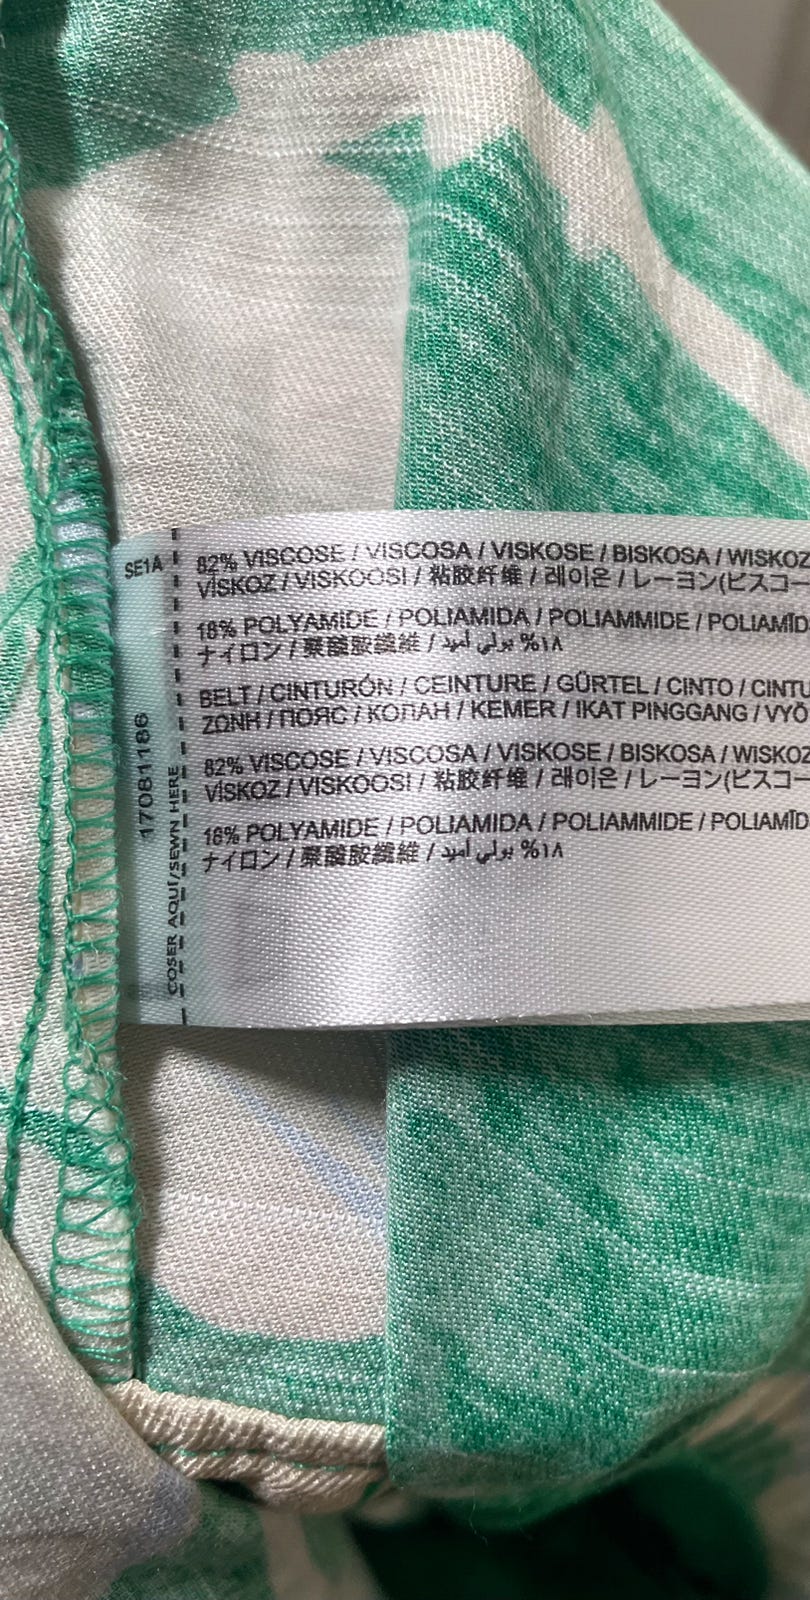 SE1A
82% VISCOSE / VISCOSA / VISKOSE / BISKOSA / WISKOZ
VİSKOZ / VISKOOSI / 粘胶纤维 / 레이온 / レーヨン(ビスコー
18% POLYAMIDE / POLIAMIDA / POLIAMMIDE / POLIAMĪD
ナイロン / 聚醯胺纖維 / %١٨ بولي أميد
BELT / CINTURÓN / CEINTURE / GÜRTEL / CINTO / CINTU
ΖΩΝΗ / ПОЯС / КОЛАН / KEMER / IKAT PINGGANG / VYÖ
82% VISCOSE / VISCOSA / VISKOSE / BISKOSA / WISKOZ
VİSKOZ / VISKOOSI / 粘胶纤维 / 레이온 / レーヨン(ビスコー
18% POLYAMIDE / POLIAMIDA / POLIAMMIDE / POLIAMĪD
ナイロン / 聚醯胺纖維 / %١٨ بولي أميد
17081186
COSER AQUÍ/SEWN HERE